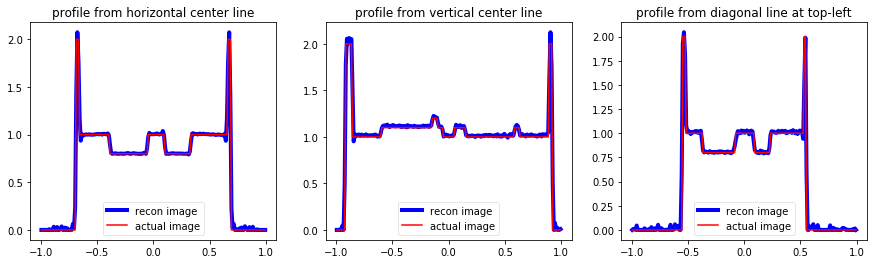 profile from horizontal center line
2.0
1.5
1.0
0.5
0.0
−1.0 −0.5 0.0 0.5 1.0
recon image
actual image
profile from vertical center line
2.0
1.5
1.0
0.5
0.0
−1.0 −0.5 0.0 0.5 1.0
recon image
actual image
profile from diagonal line at top-left
2.00
1.75
1.50
1.25
1.00
0.75
0.50
0.25
0.00
−1.0 −0.5 0.0 0.5 1.0
recon image
actual image